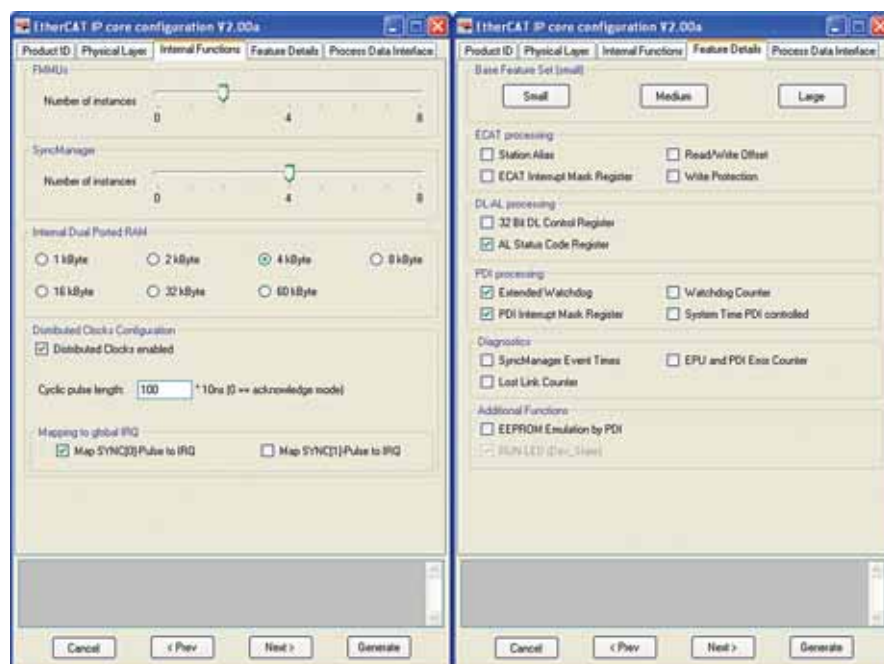 EtherCAT IP core configuration V2.00a
Product ID Physical Layer Internal Functions Feature Details Process Data Interface
FMMUs
Number of instances
0 4 8
SyncManager
Number of instances
0 4 8
Internal Dual Ported RAM
1 kByte 2 kByte 4 kByte 8 kByte
16 kByte 32 kByte 60 kByte
Distributed Clocks Configuration
Distributed Clocks enabled
Cyclic pulse length: 100 * 10ns (0 == acknowledge mode)
Mapping to global IRQ
Map SYNC[0]-Pulse to IRQ Map SYNC[1]-Pulse to IRQ
Cancel < Prev Next > Generate
EtherCAT IP core configuration V2.00a
Product ID Physical Layer Internal Functions Feature Details Process Data Interface
Base Feature Set (small)
Small Medium Large
ECAT processing
Station Alias Read/Write Offset
ECAT Interrupt Mask Register Write Protection
DL-AL processing
32 Bit DL Control Register
AL Status Code Register
PDI processing
Extended Watchdog Watchdog Counter
PDI Interrupt Mask Register System Time PDI controlled
Diagnostics
SyncManager Event Times EPU and PDI Error Counter
Lost Link Counter
Additional Functions
EEPROM Emulation by PDI
RUN LED (Dev_State)
Cancel < Prev Next > Generate